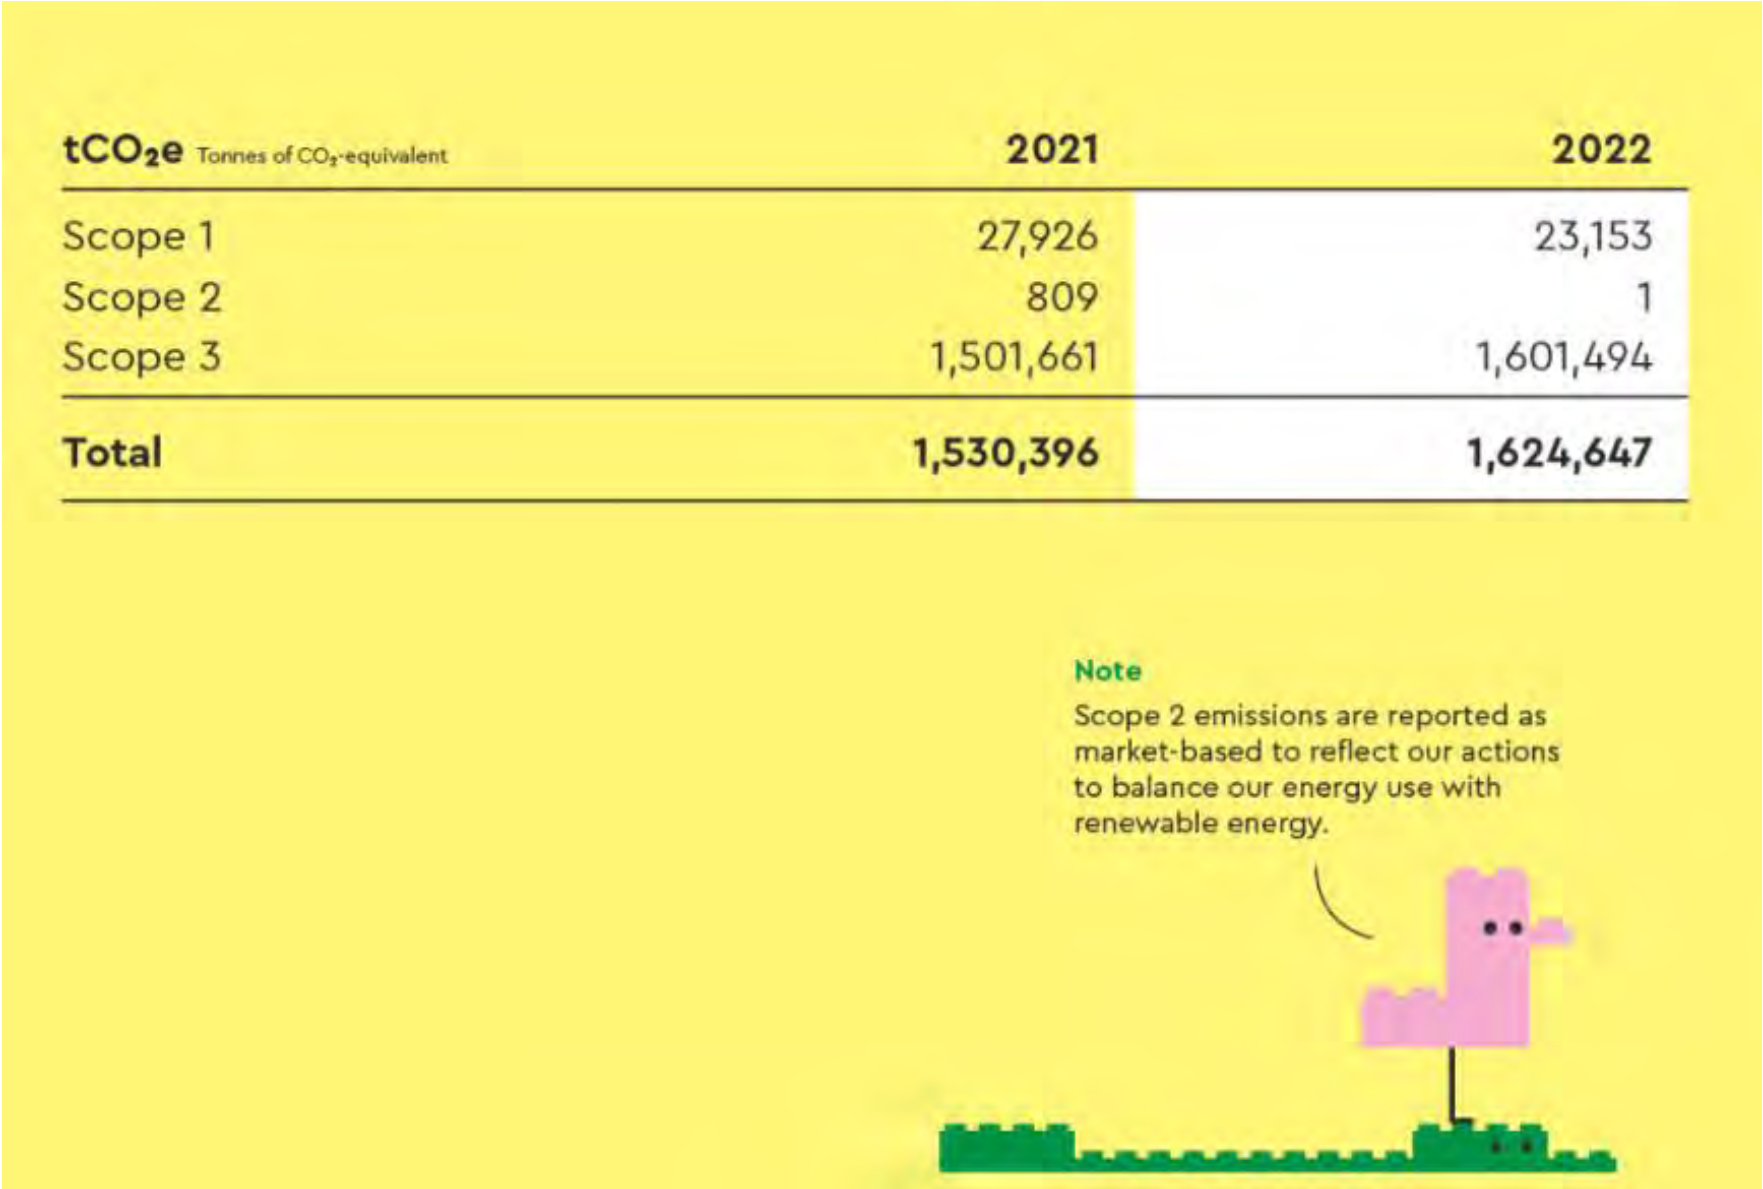 tCO₂e Tonnes of CO₂-equivalent 2021 2022
Scope 1 27,926 23,153
Scope 2 809 1
Scope 3 1,501,661 1,601,494
Total 1,530,396 1,624,647
Note
Scope 2 emissions are reported as
market-based to reflect our actions
to balance our energy use with
renewable energy.